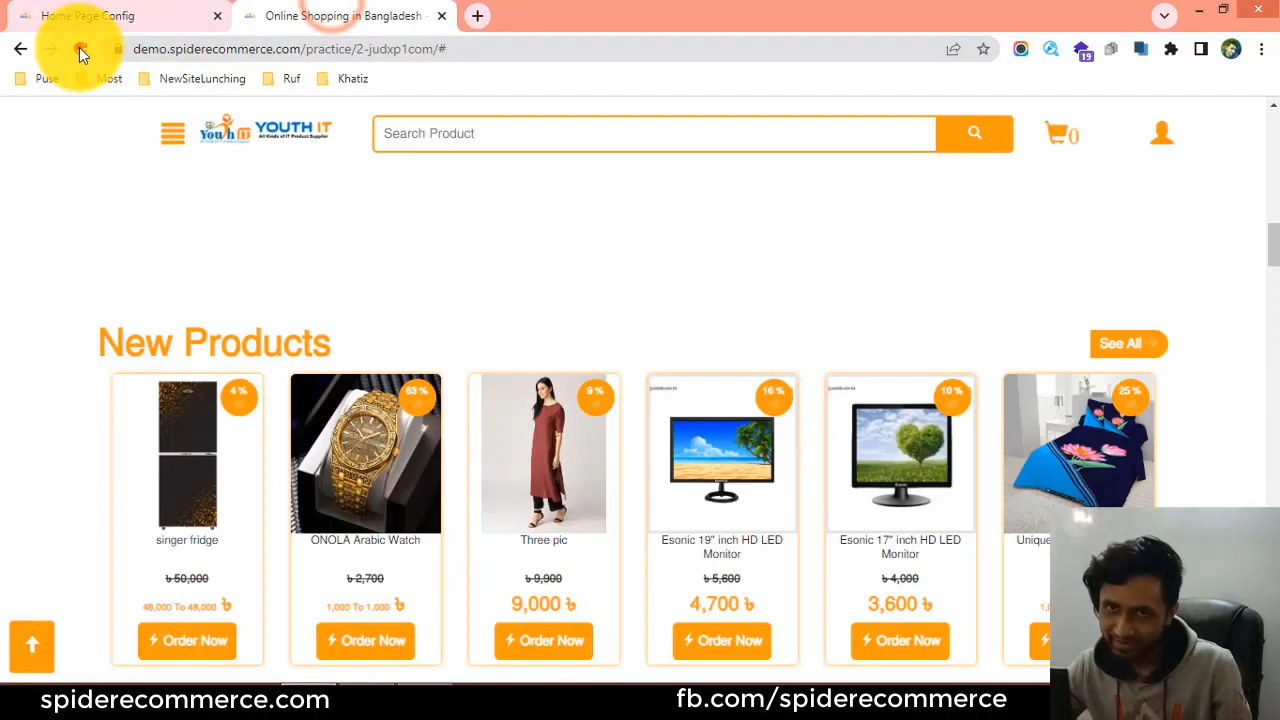 Home Page Config
Online Shopping in Bangladesh -
demo.spiderecommerce.com/practice/2-judxp1com/#
19
Puse
Most
NewSiteLunching
Ruf
Khatiz
Youth IT
YOUTH IT
All Kinds of IT Product Supplier
Search Product
0
New Products
See All
4 %
63 %
9 %
16 %
10 %
25 %
singer fridge
ONOLA Arabic Watch
Three pic
Esonic 19" inch HD LED Monitor
Esonic 17" inch HD LED Monitor
Unique
৳ 50,000
৳ 2,700
৳ 9,900
৳ 5,600
৳ 4,000
48,000 To 48,000 ৳
1,000 To 1,000 ৳
9,000 ৳
4,700 ৳
3,600 ৳
Order Now
Order Now
Order Now
Order Now
Order Now
spiderecommerce.com
fb.com/spiderecommerce